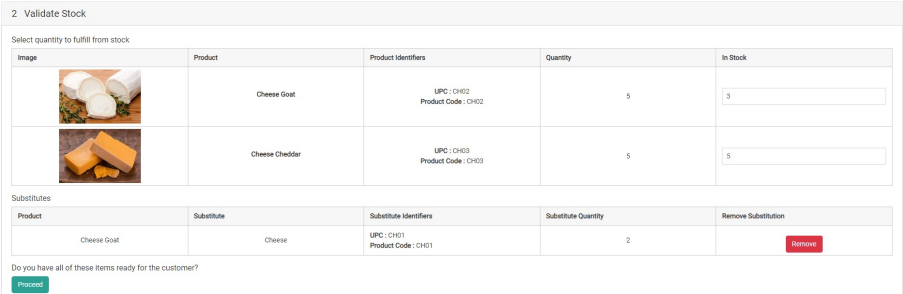 2 Validate Stock
Select quantity to fulfill from stock
Image Product Product Identifiers Quantity In Stock
Cheese Goat UPC : CH02 Product Code : CH02 5 3
Cheese Cheddar UPC : CH03 Product Code : CH03 5 5
Substitutes
Product Substitute Substitute Identifiers Substitute Quantity Remove Substitution
Cheese Goat Cheese UPC : CH01 Product Code : CH01 2 Remove
Do you have all of these items ready for the customer?
Proceed